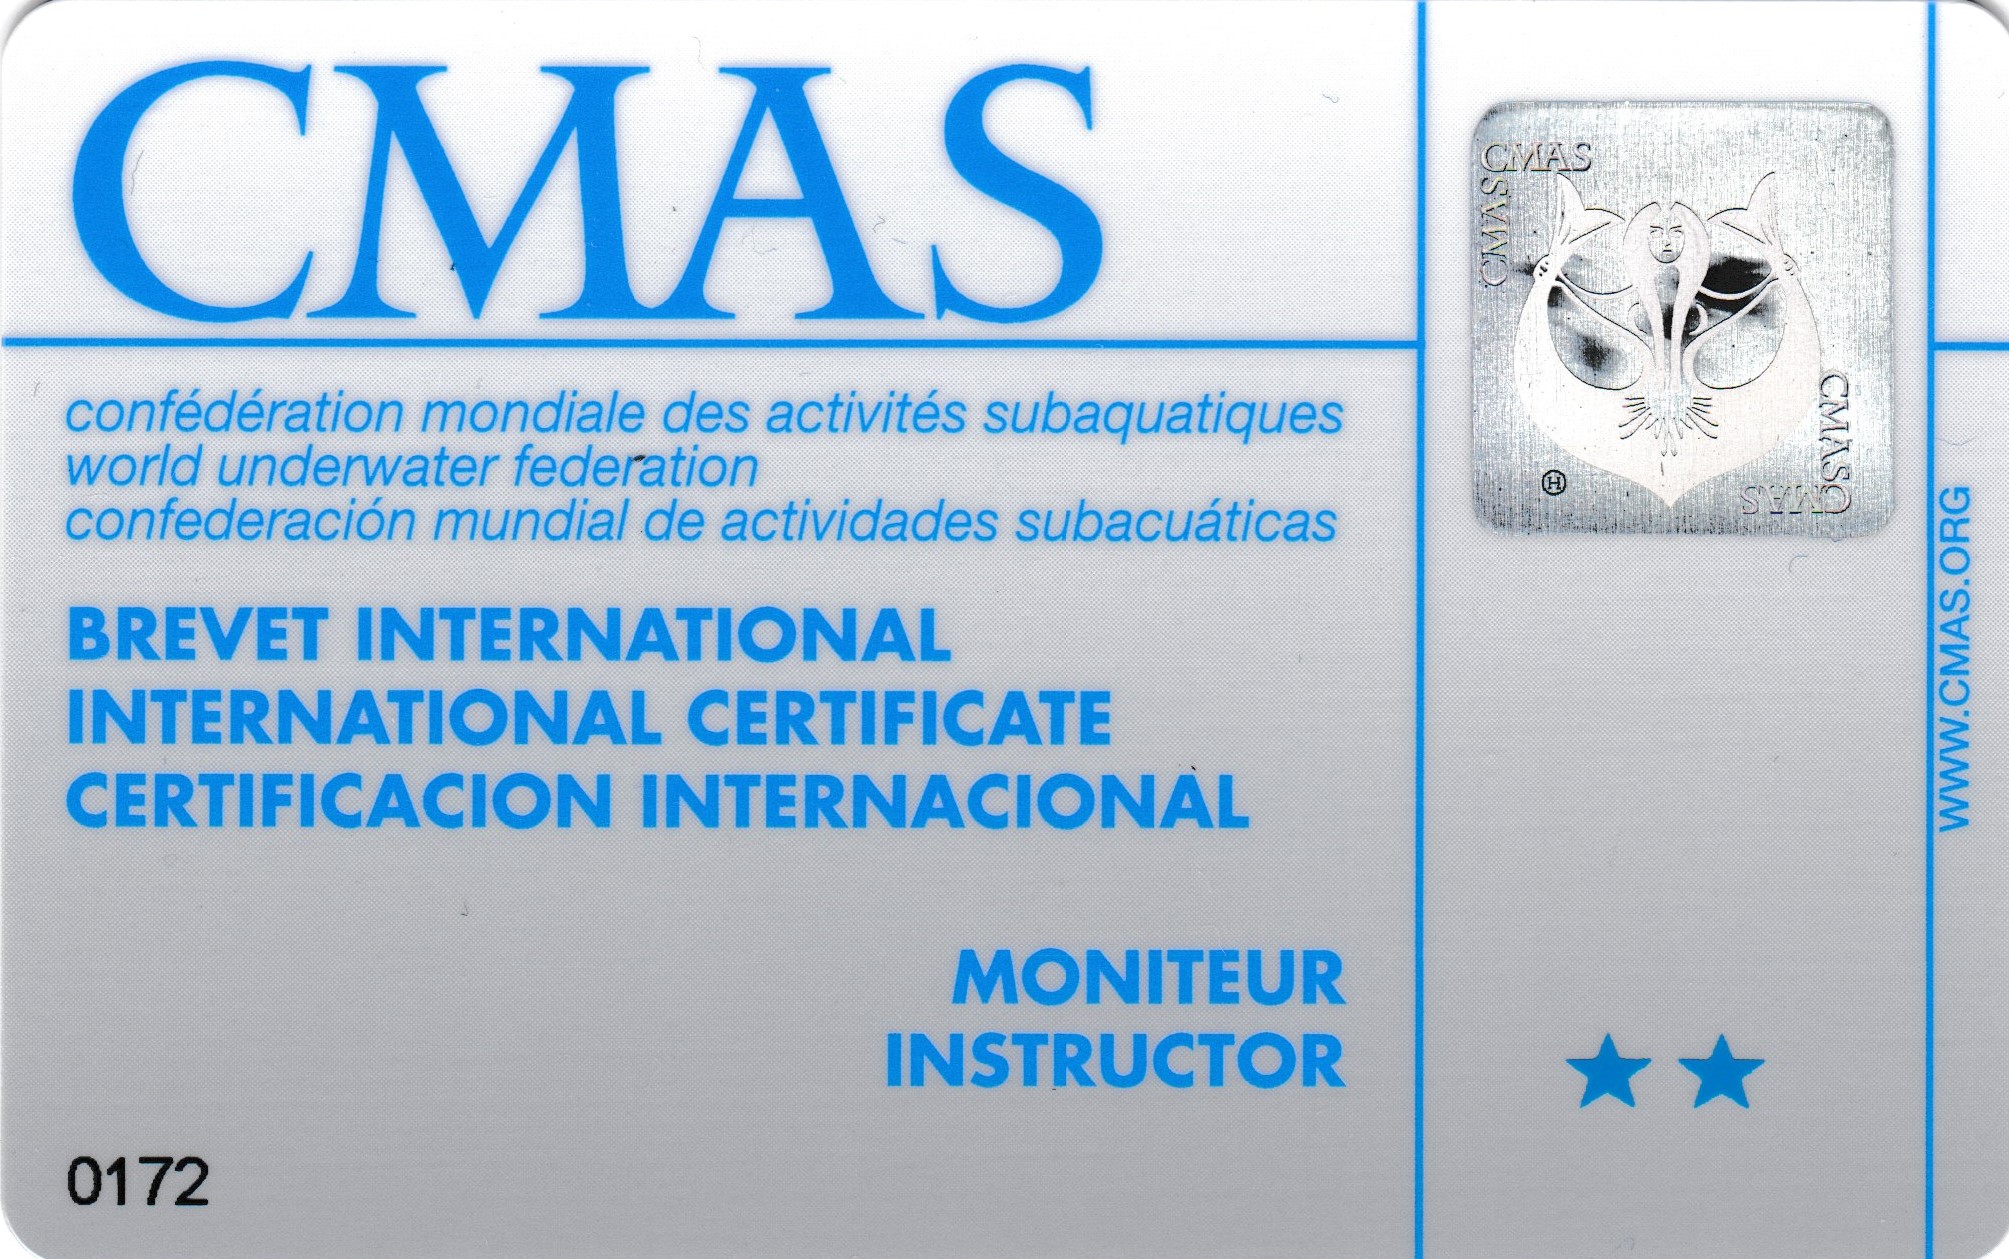 CMAS
confédération mondiale des activités subaquatiques
world underwater federation
confederación mundial de actividades subacuáticas
BREVET INTERNATIONAL
INTERNATIONAL CERTIFICATE
CERTIFICACION INTERNACIONAL
MONITEUR
INSTRUCTOR
0172
CMAS
CMAS
CMAS
CMAS
H
WWW.CMAS.ORG